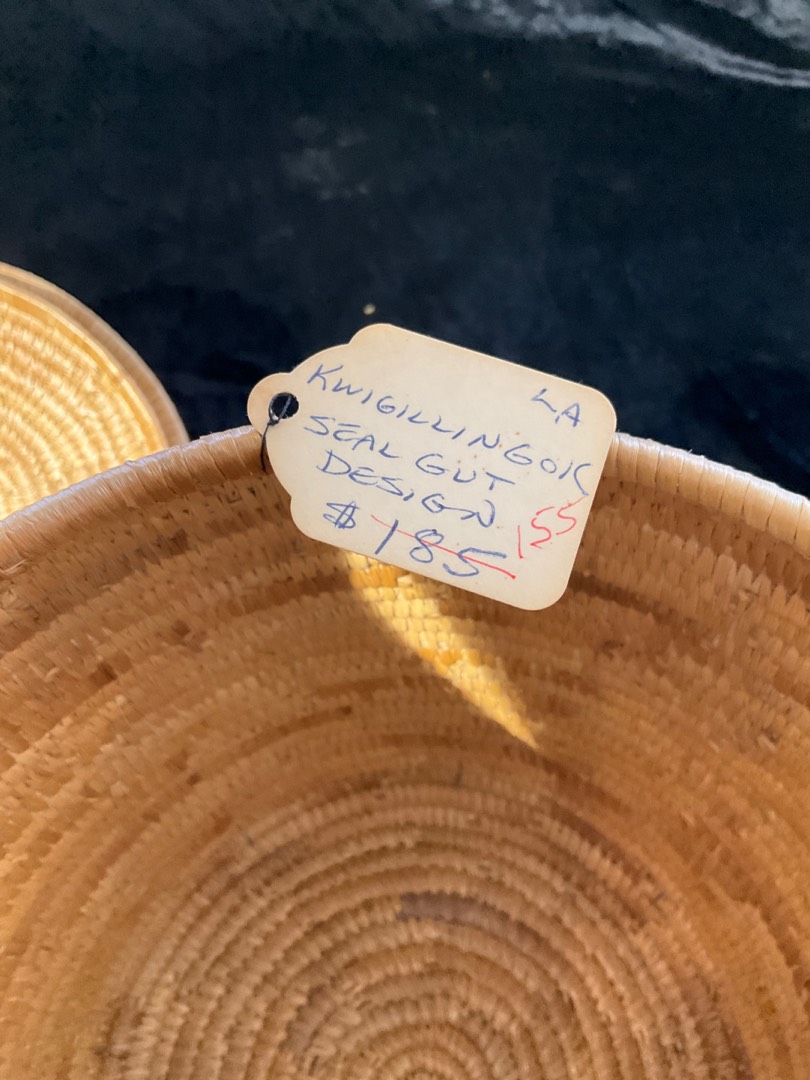 LA
KWIGILLINGOK
SEAL GUT
DESIGN
$185 155